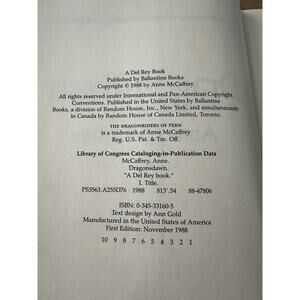 A Del Rey Book
Published by Ballantine Books
Copyright © 1988 by Anne McCaffrey
All rights reserved under International and Pan-American Copyright
Conventions. Published in the United States by Ballantine
Books, a division of Random House, Inc., New York, and simultaneously
in Canada by Random House of Canada Limited, Toronto.
THE DRAGONRIDERS OF PERN
is a trademark of Anne McCaffrey
Reg. U.S. Pat. & Tm. Off.
Library of Congress Cataloging-in-Publication Data
McCaffrey, Anne.
Dragonsdawn.
"A Del Rey book."
I. Title.
PS3563.A255D76 1988 813'.54 88-47806
ISBN: 0-345-33160-5
Text design by Ann Gold
Manufactured in the United States of America
First Edition: November 1988
10 9 8 7 6 5 4 3 2 1